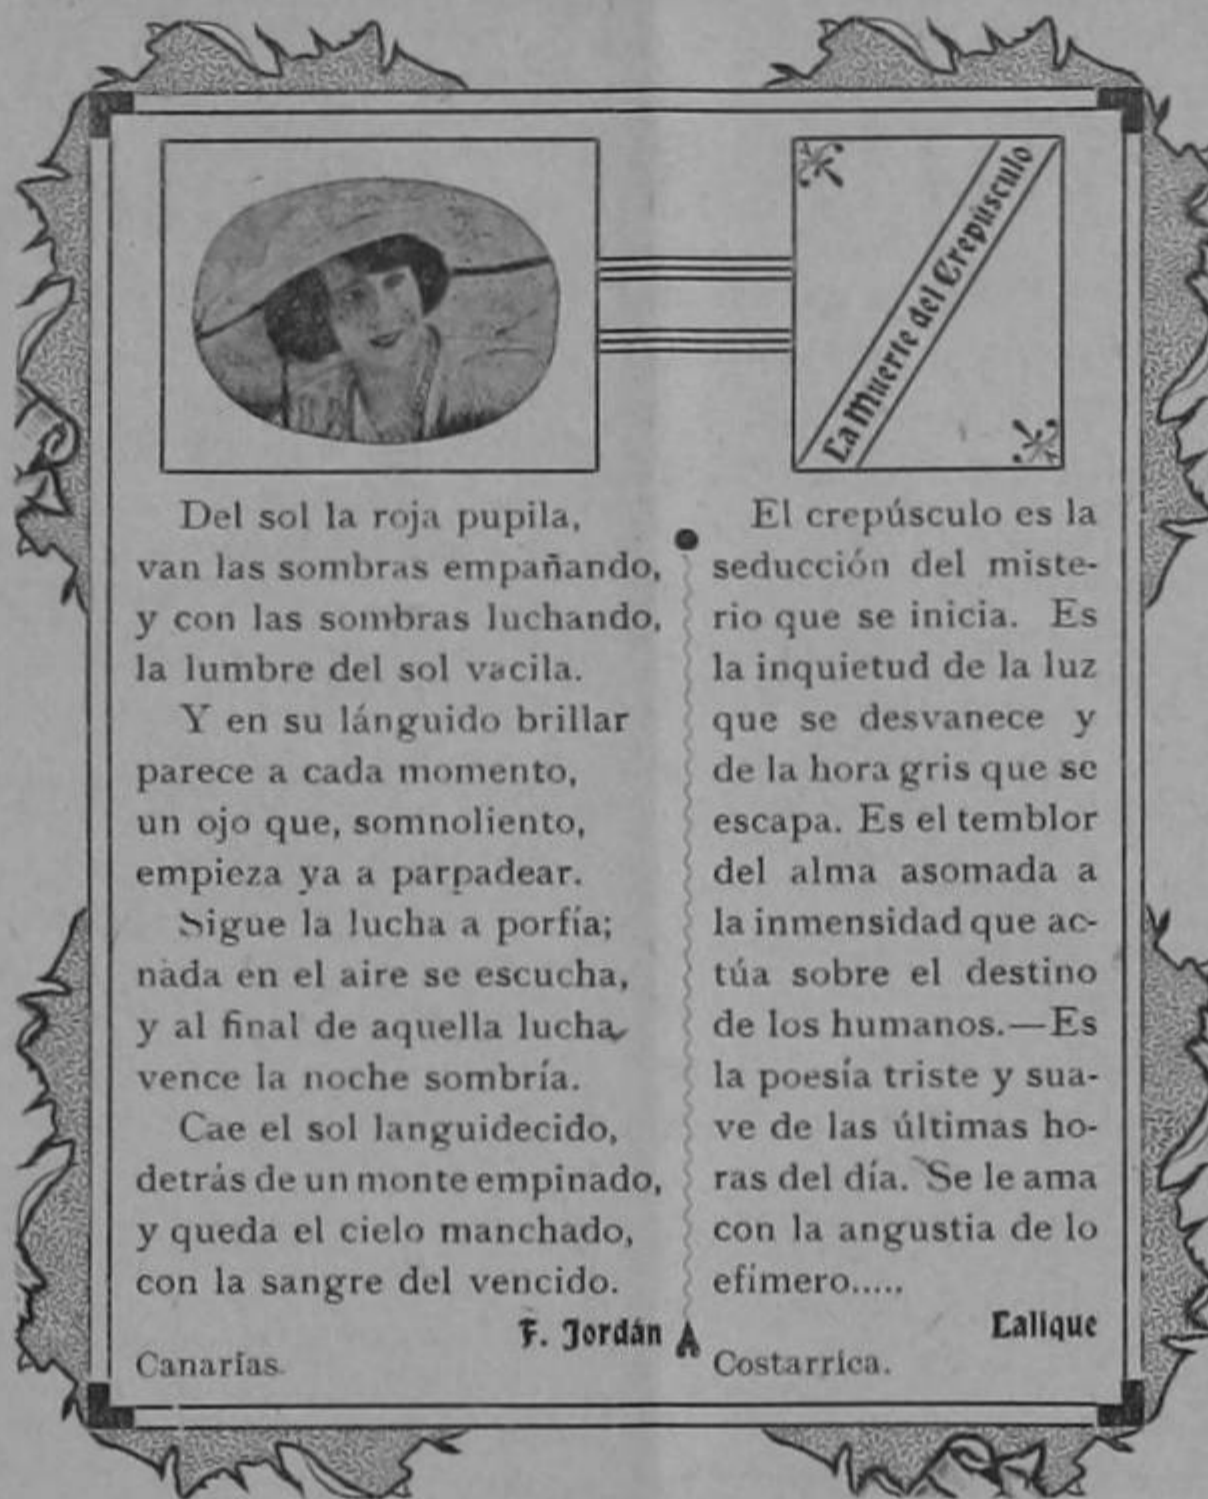 La Muerte del Crepúsculo
Del sol la roja pupila,
van las sombras empañando,
y con las sombras luchando,
la lumbre del sol vacila.
Y en su lánguido brillar
parece a cada momento,
un ojo que, somnoliento,
empieza ya a parpadear.
Sigue la lucha a porfía;
nada en el aire se escucha,
y al final de aquella lucha
vence la noche sombría.
Cae el sol languidecido,
detrás de un monte empinado,
y queda el cielo manchado,
con la sangre del vencido.
F. Jordán
Canarias.
El crepúsculo es la
seducción del miste-
rio que se inicia. Es
la inquietud de la luz
que se desvanece y
de la hora gris que se
escapa. Es el temblor
del alma asomada a
la inmensidad que ac-
túa sobre el destino
de los humanos.—Es
la poesía triste y sua-
ve de las últimas ho-
ras del día. Se le ama
con la angustia de lo
efímero.....
Lalique
Costarrica.